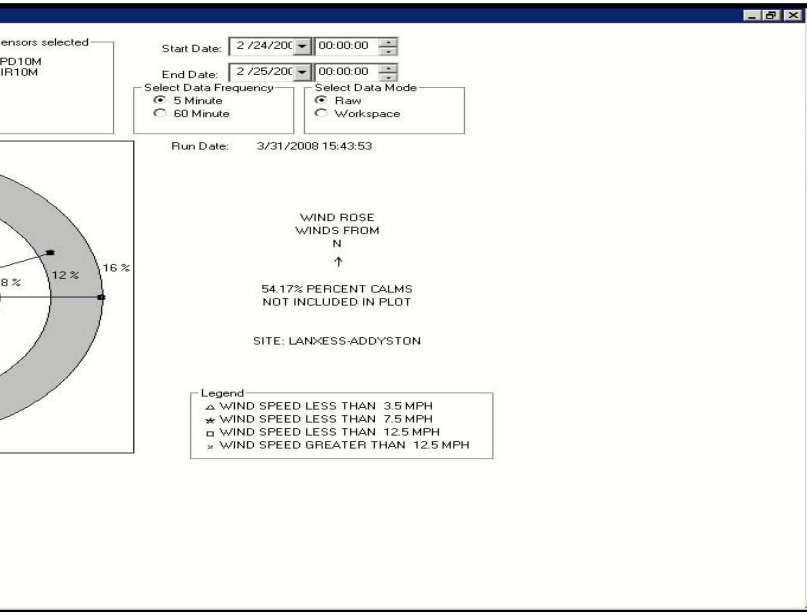 ensors selected
PD10M
IR10M
Start Date: 2 /24/200 00:00:00
End Date: 2 /25/200 00:00:00
Select Data Frequency
5 Minute
60 Minute
Select Data Mode
Raw
Workspace
Run Date: 3/31/2008 15:43:53
WIND ROSE
WINDS FROM
N
54.17% PERCENT CALMS
NOT INCLUDED IN PLOT
SITE: LANXESS-ADDYSTON
8 %
12 %
16 %
Legend
WIND SPEED LESS THAN 3.5 MPH
WIND SPEED LESS THAN 7.5 MPH
WIND SPEED LESS THAN 12.5 MPH
WIND SPEED GREATER THAN 12.5 MPH